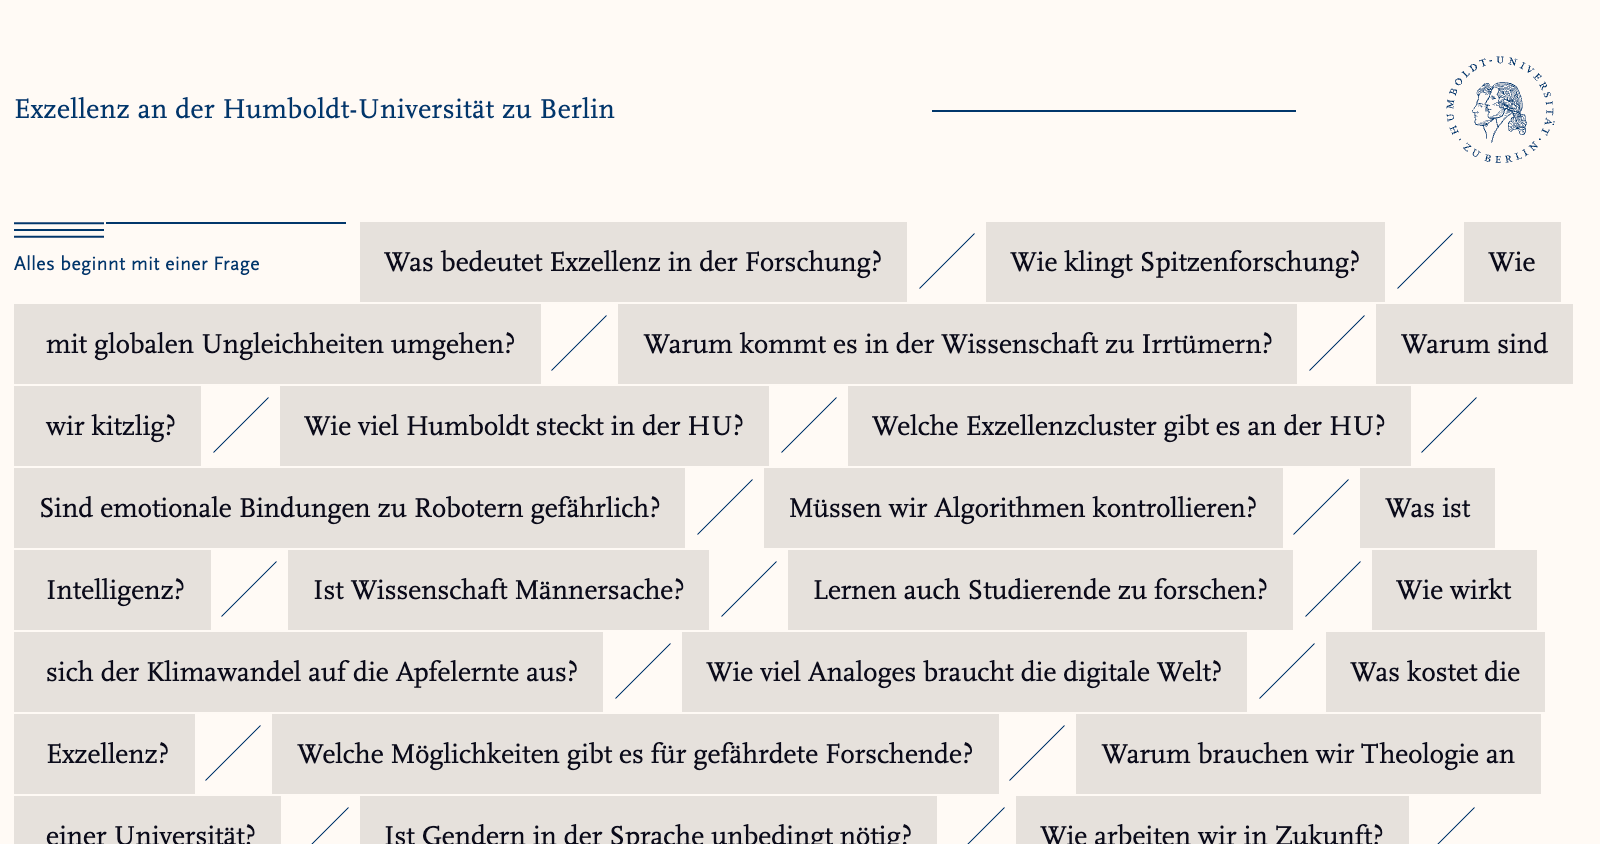 Exzellenz an der Humboldt-Universität zu Berlin
HUMBOLDT-UNIVERSITÄT · ZU BERLIN ·
Alles beginnt mit einer Frage
Was bedeutet Exzellenz in der Forschung? / Wie klingt Spitzenforschung? / Wie
mit globalen Ungleichheiten umgehen? / Warum kommt es in der Wissenschaft zu Irrtümern? / Warum sind
wir kitzlig? / Wie viel Humboldt steckt in der HU? / Welche Exzellenzcluster gibt es an der HU? /
Sind emotionale Bindungen zu Robotern gefährlich? / Müssen wir Algorithmen kontrollieren? / Was ist
Intelligenz? / Ist Wissenschaft Männersache? / Lernen auch Studierende zu forschen? / Wie wirkt
sich der Klimawandel auf die Apfelernte aus? / Wie viel Analoges braucht die digitale Welt? / Was kostet die
Exzellenz? / Welche Möglichkeiten gibt es für gefährdete Forschende? / Warum brauchen wir Theologie an
einer Universität? / Ist Gendern in der Sprache unbedingt nötig? / Wie arbeiten wir in Zukunft? /